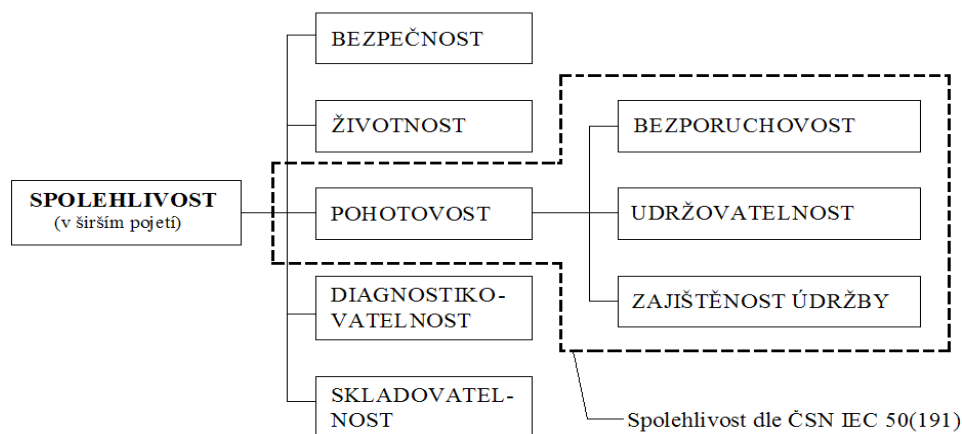 SPOLEHLIVOST
(v širším pojetí)
BEZPEČNOST
ŽIVOTNOST
POHOTOVOST
DIAGNOSTIKO-
VATELNOST
SKLADOVATEL-
NOST
BEZPORUCHOVOST
UDRŽOVATELNOST
ZAJIŠTĚNOST ÚDRŽBY
Spolehlivost dle ČSN IEC 50(191)